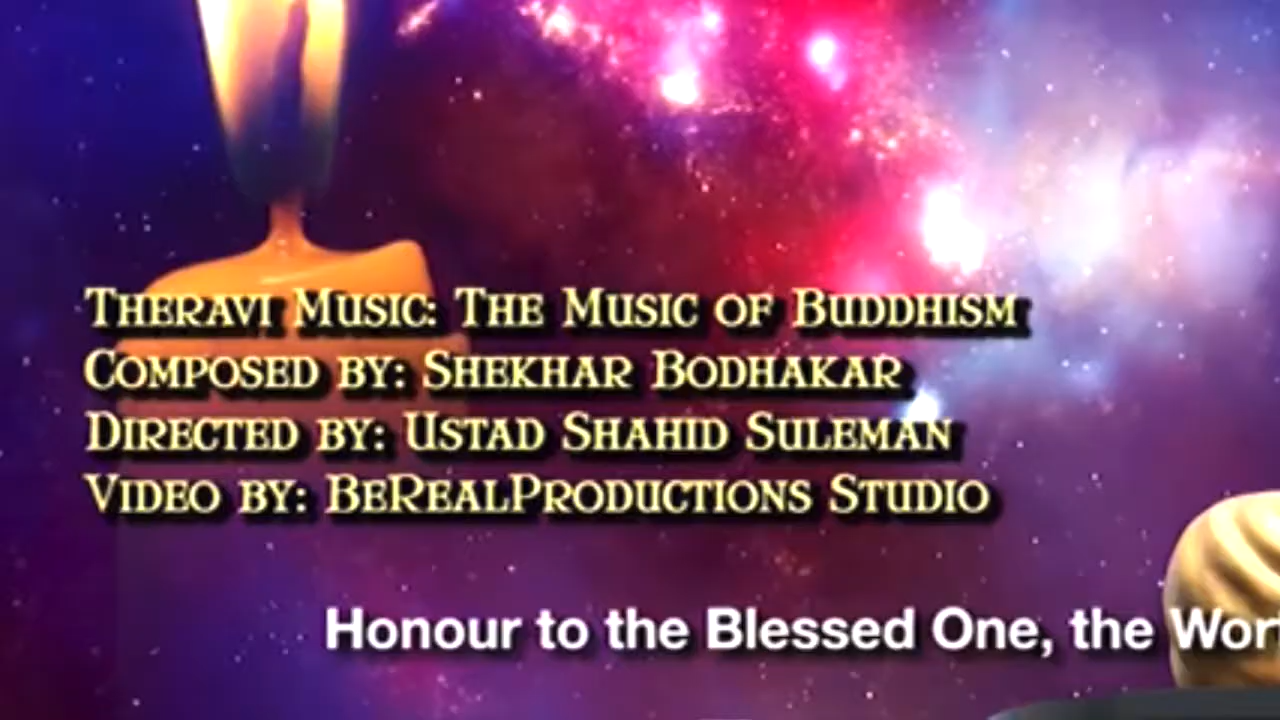 Theravi Music: The Music of Buddhism
Composed by: Shekhar Bodhakar
Directed by: Ustad Shahid Suleman
Video by: BeRealProductions Studio
Honour to the Blessed One, the